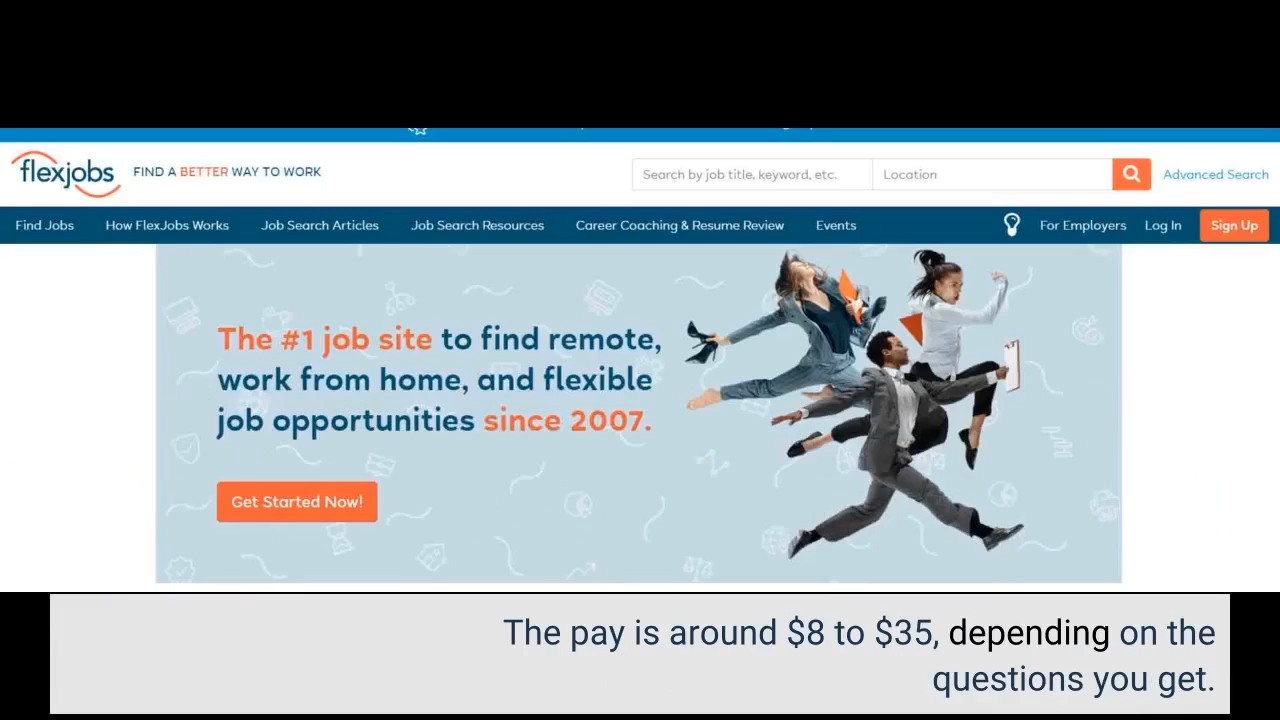 flexjobs FIND A BETTER WAY TO WORK
Search by job title, keyword, etc. Location Advanced Search
Find Jobs How FlexJobs Works Job Search Articles Job Search Resources Career Coaching & Resume Review Events For Employers Log In Sign Up
The #1 job site to find remote,
work from home, and flexible
job opportunities since 2007.
Get Started Now!
The pay is around $8 to $35, depending on the
questions you get.